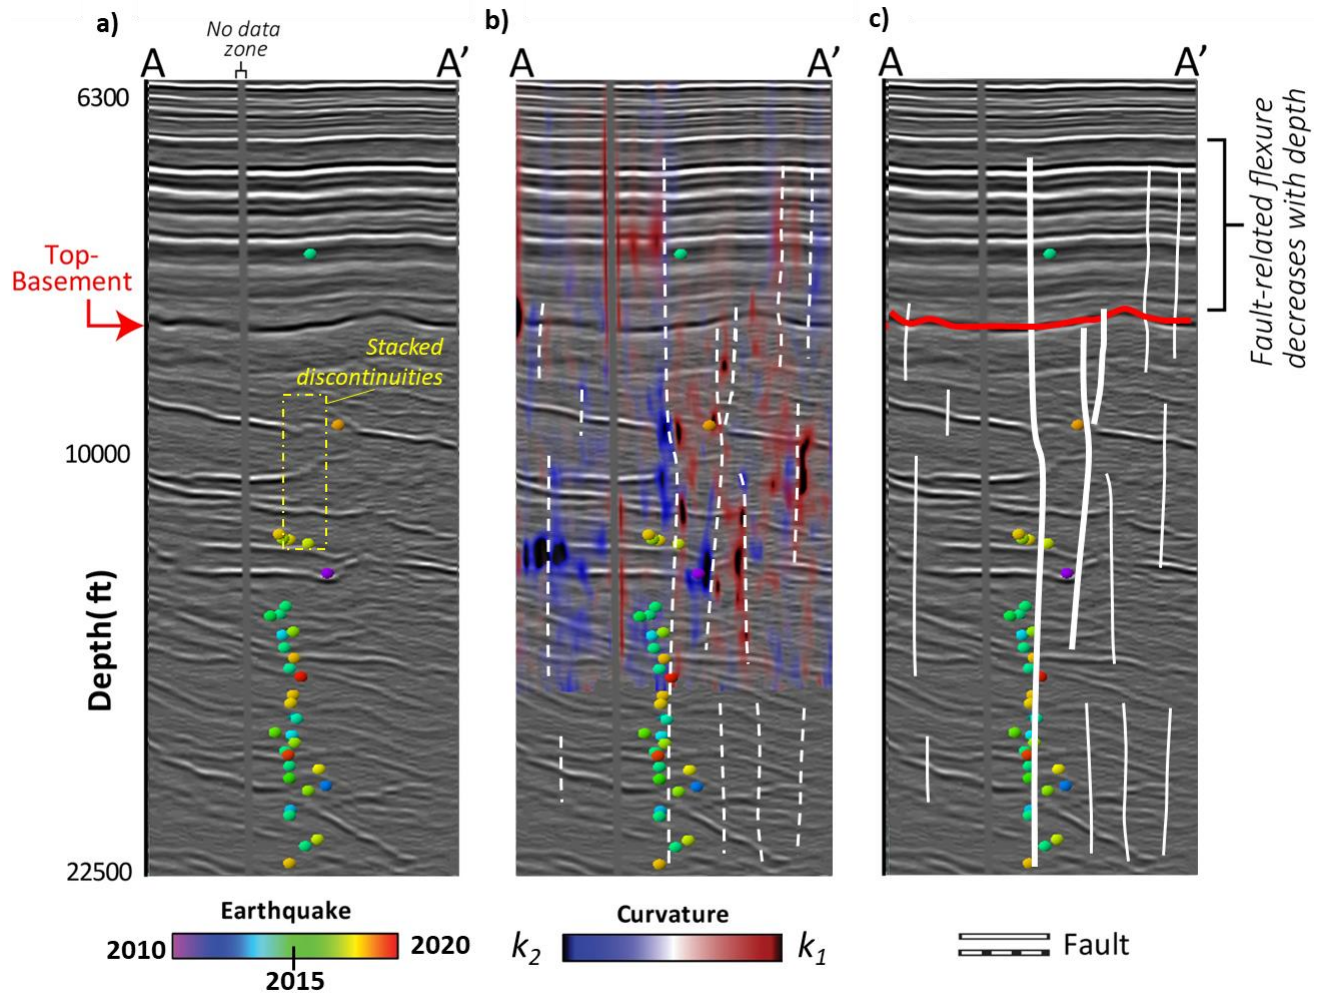 a)
No data
zone
A
A'
6300
Top-
Basement
Stacked
discontinuities
10000
Depth( ft)
22500
Earthquake
2010
2020
2015
b)
A
A'
Curvature
k2
k1
c)
A
A'
Fault-related flexure
decreases with depth
Fault